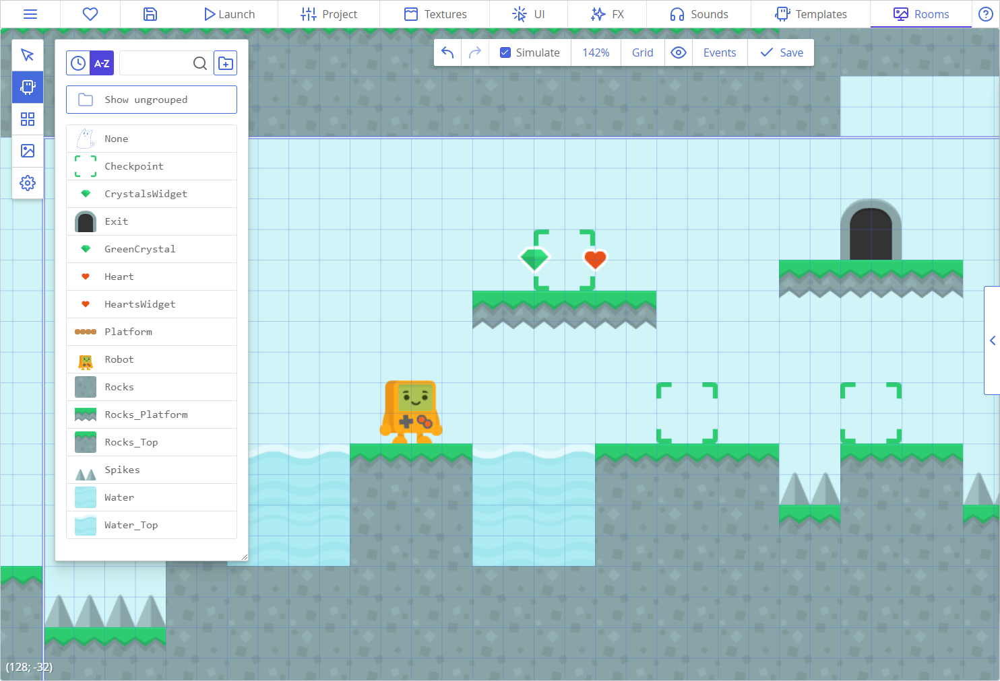 Launch
Project
Textures
UI
FX
Sounds
Templates
Rooms
A-Z
Simulate
142%
Grid
Events
Save
Show ungrouped
None
Checkpoint
CrystalsWidget
Exit
GreenCrystal
Heart
HeartsWidget
Platform
Robot
Rocks
Rocks_Platform
Rocks_Top
Spikes
Water
Water_Top
(128; -32)